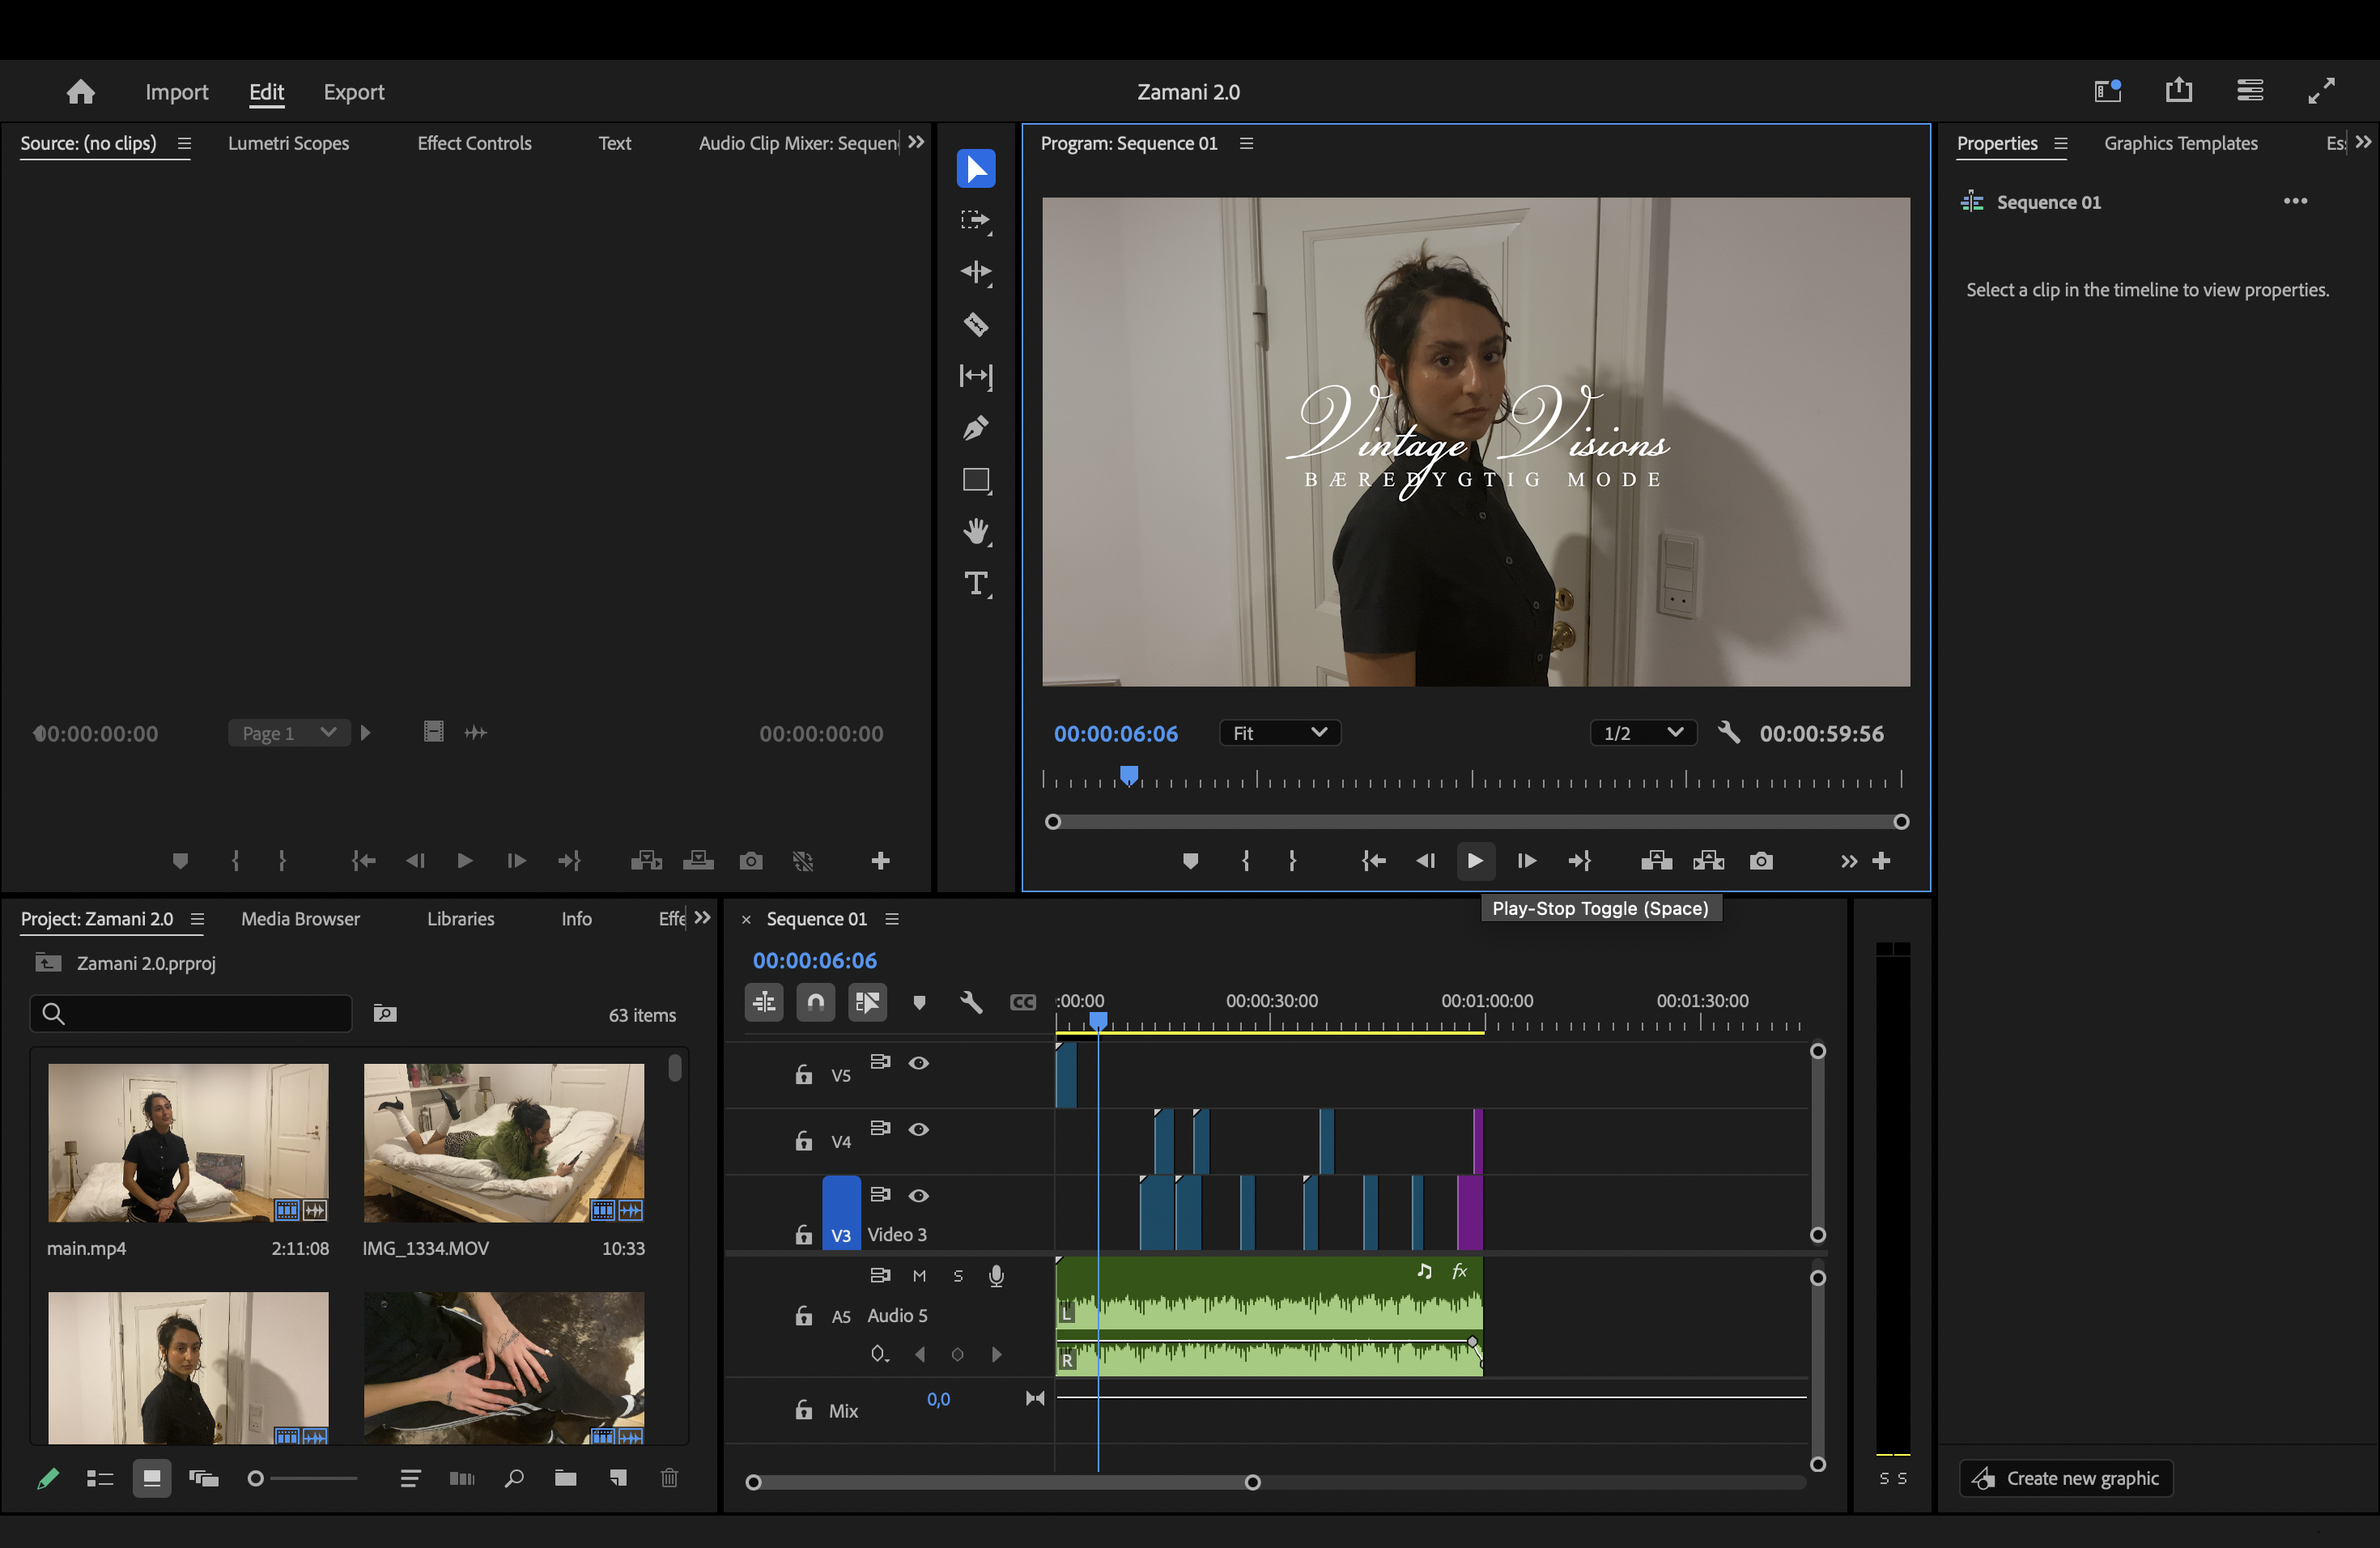 Import Edit Export
Zamani 2.0
Source: (no clips)
Lumetri Scopes
Effect Controls
Text
Audio Clip Mixer: Sequen
00:00:00:00
Page 1
00:00:00:00
Program: Sequence 01
Vintage Visions
BÆREDYGTIG MODE
00:00:06:06
Fit
1/2
00:00:59:56
Play-Stop Toggle (Space)
Properties
Graphics Templates
Es
Sequence 01
Select a clip in the timeline to view properties.
Create new graphic
Project: Zamani 2.0
Media Browser
Libraries
Info
Effe
Zamani 2.0.prproj
63 items
main.mp4
2:11:08
IMG_1334.MOV
10:33
Sequence 01
00:00:06:06
CC
:00:00
00:00:30:00
00:01:00:00
00:01:30:00
V5
V4
V3
Video 3
M
S
A5
Audio 5
L
R
fx
Mix
0,0
S S